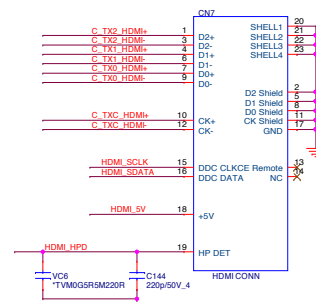 CN7
C_TX2_HDMI+ 1 D2+ SHELL1 20
C_TX2_HDMI- 3 D2- SHELL2 21
C_TX1_HDMI+ 4 D1+ SHELL3 22
C_TX1_HDMI- 6 D1- SHELL4 23
C_TX0_HDMI+ 7 D0+
C_TX0_HDMI- 9 D0-
D2 Shield 2
D1 Shield 5
D0 Shield 8
C_TXC_HDMI+ 10 CK+ CK Shield 11
C_TXC_HDMI- 12 CK- GND 17
HDMI_SCLK 15 DDC CLK CE Remote 13
HDMI_SDATA 16 DDC DATA NC 14
HDMI_5V 18 +5V
HDMI_HPD 19 HP DET
HDMI CONN
VC6 C144
*TVM0G5R5M220R 220p/50V_4